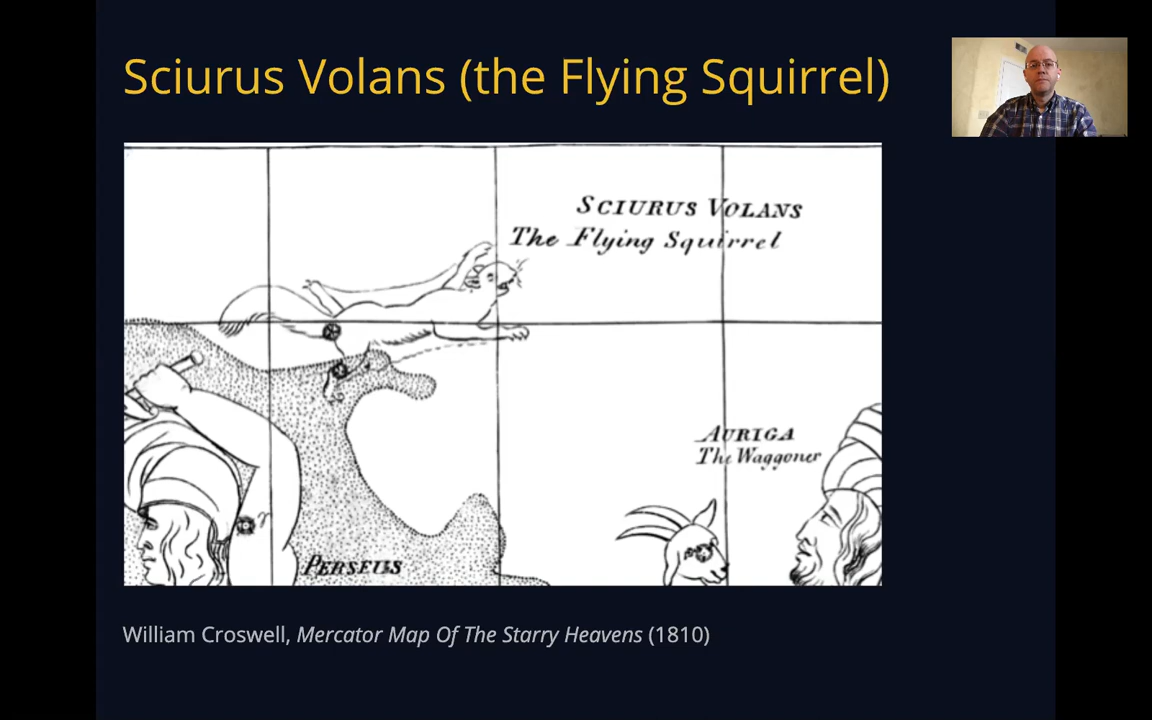 Sciurus Volans (the Flying Squirrel)
SCIURUS VOLANS
The Flying Squirrel
AURIGA
The Waggoner
PERSEUS
William Croswell, Mercator Map Of The Starry Heavens (1810)